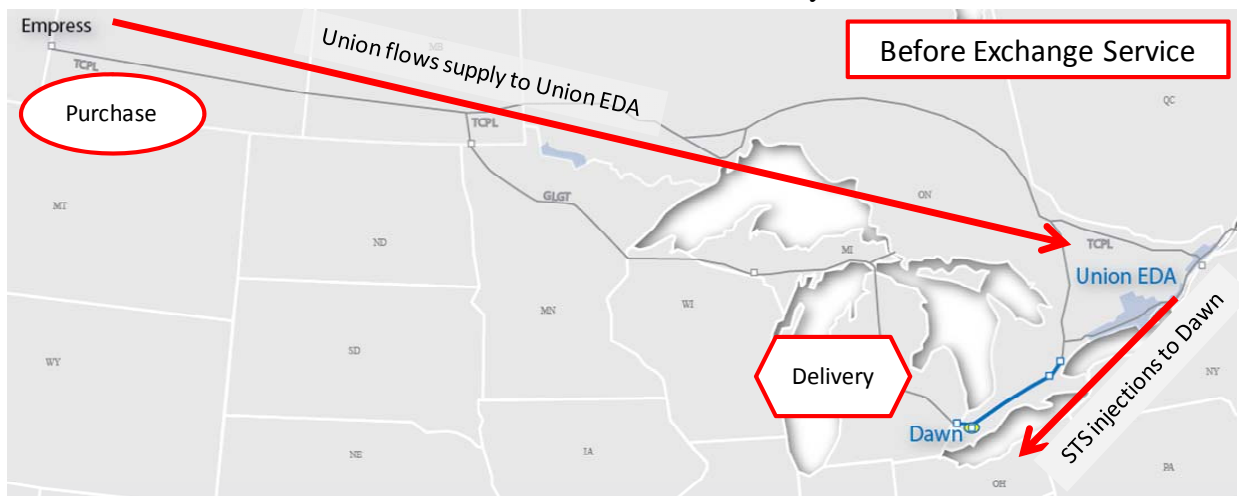 Empress
Union flows supply to Union EDA
Before Exchange Service
TCPL
Purchase
QC
TCPL
ON
GLGT
MT
ND
MI
TCPL
Union EDA
MN
WI
SD
WY
Delivery
NY
STS injections to Dawn
Dawn
NE
IA
PA
OH